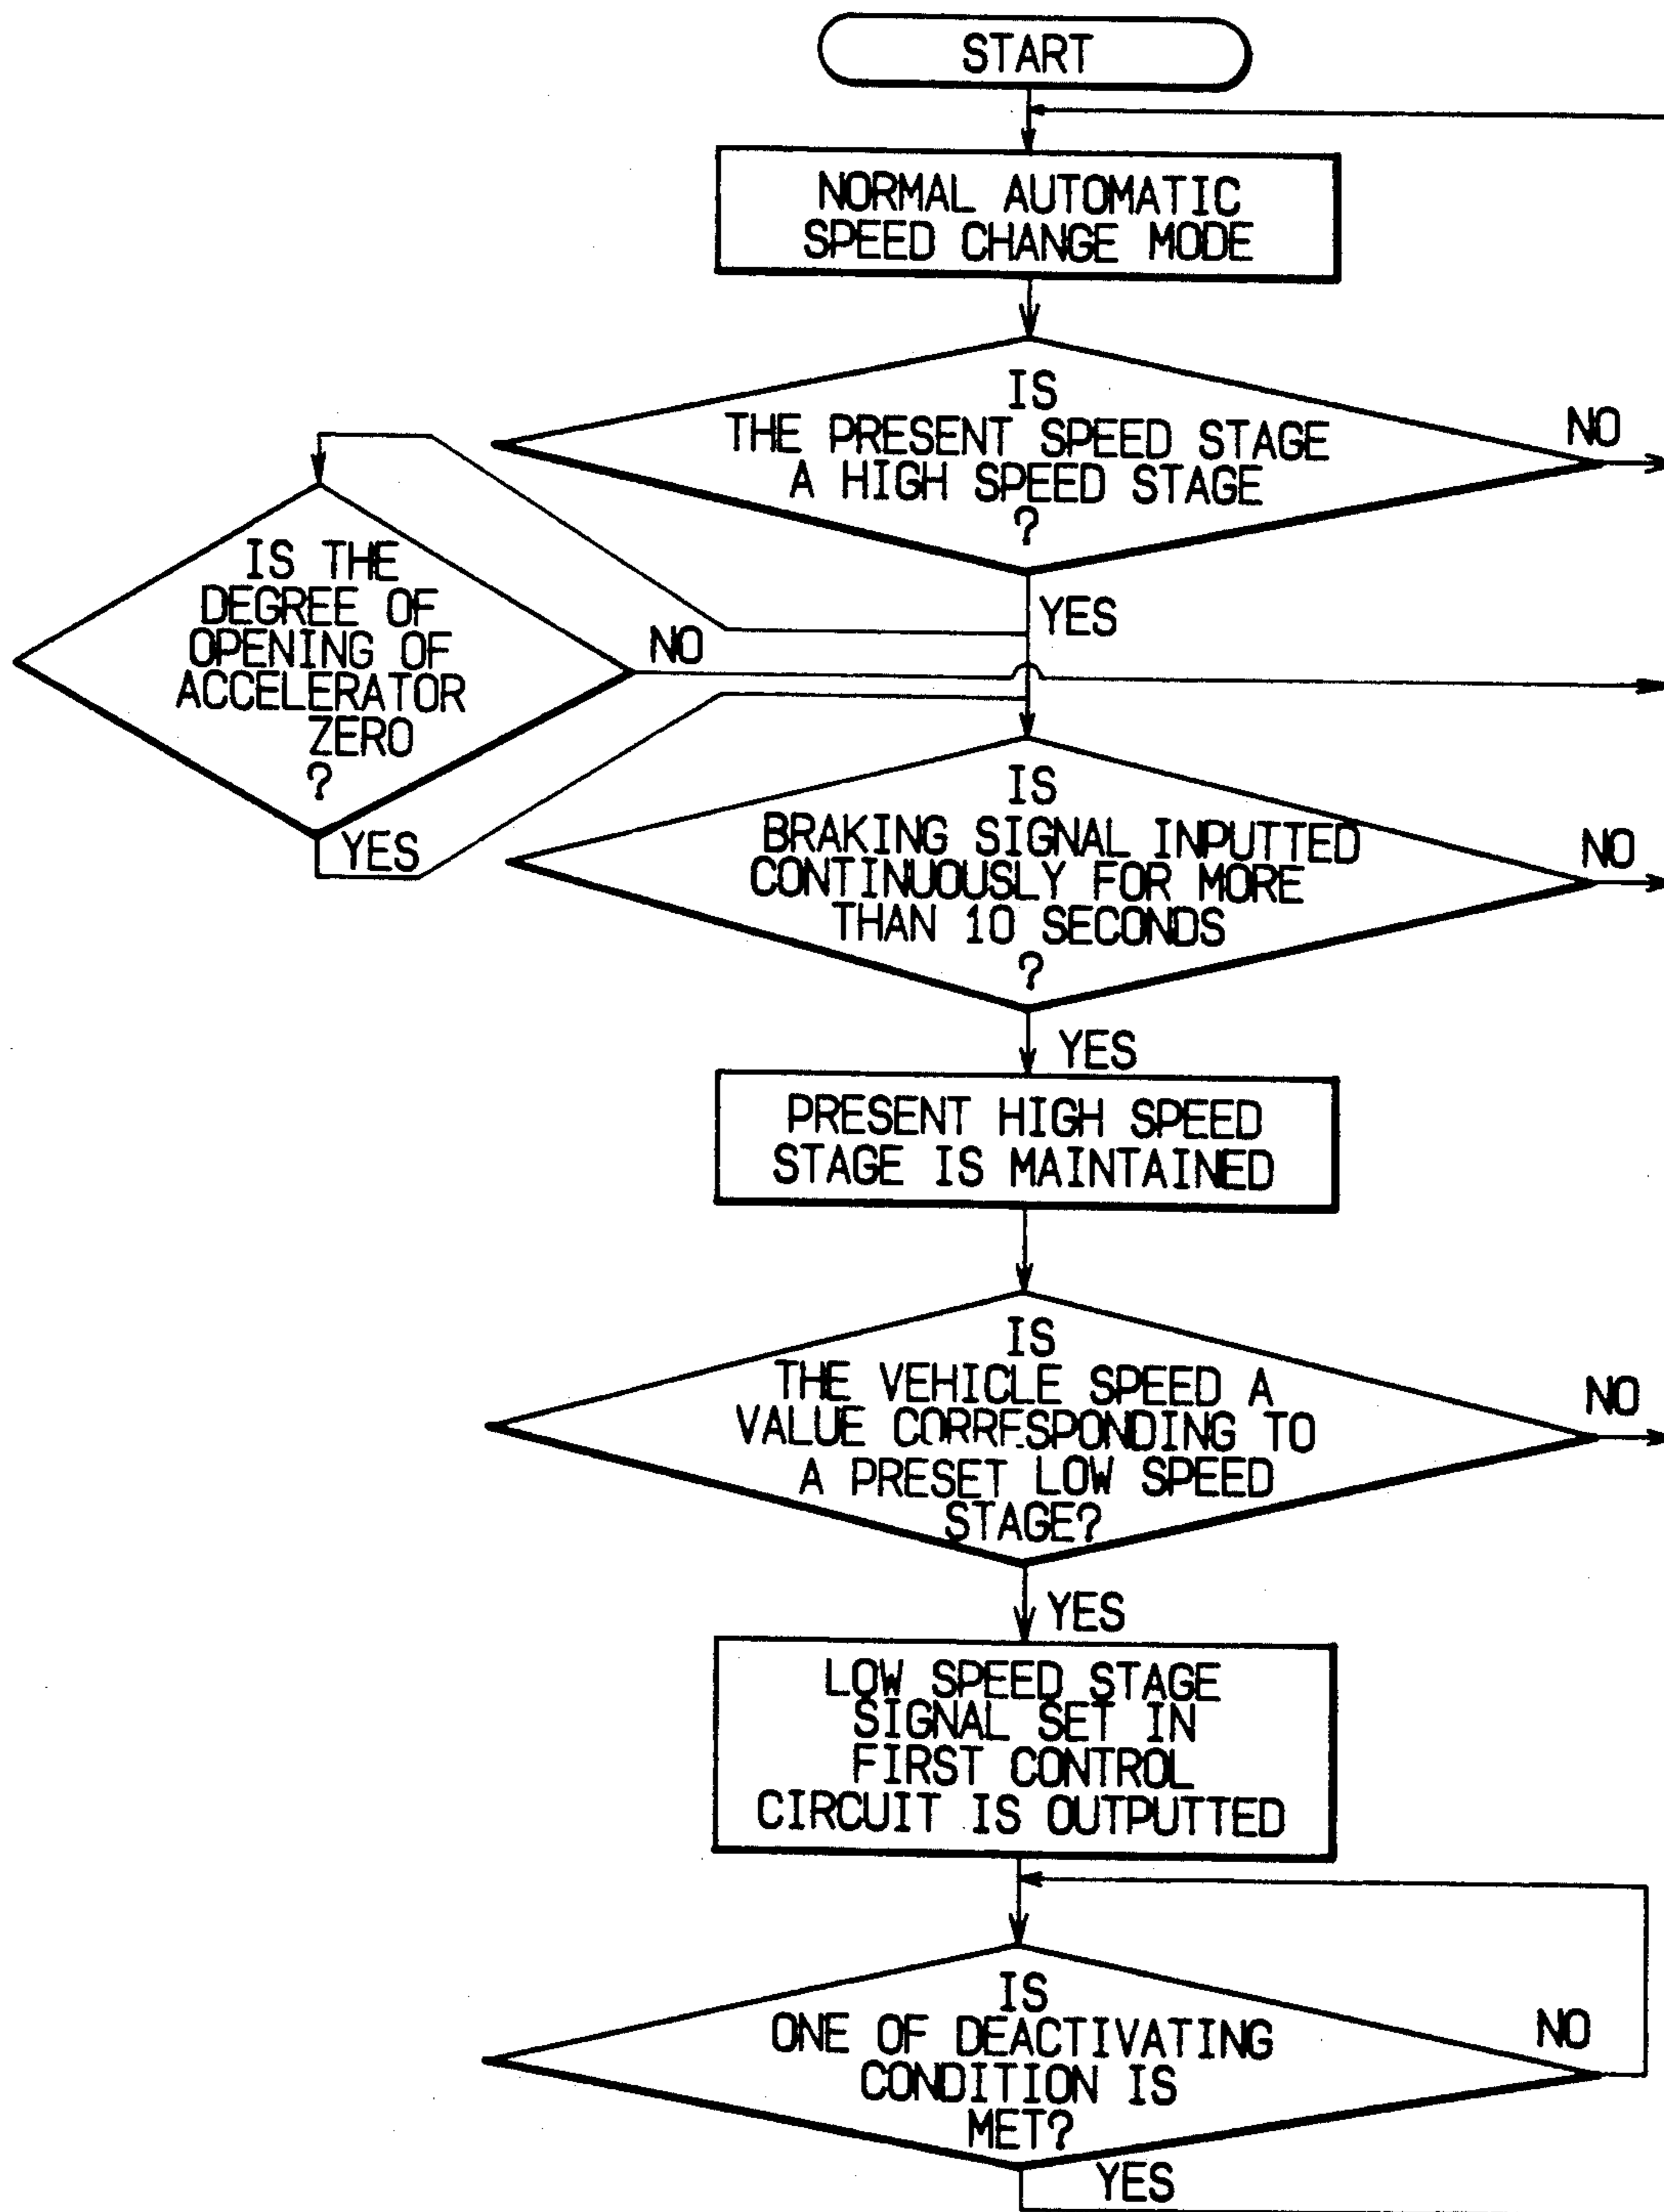 START
NORMAL AUTOMATIC
SPEED CHANGE MODE
IS
THE PRESENT SPEED STAGE
A HIGH SPEED STAGE
?
NO
YES
IS THE
DEGREE OF
OPENING OF
ACCELERATOR
ZERO
?
NO
YES
IS
BRAKING SIGNAL INPUTTED
CONTINUOUSLY FOR MORE
THAN 10 SECONDS
?
NO
YES
PRESENT HIGH SPEED
STAGE IS MAINTAINED
IS
THE VEHICLE SPEED A
VALUE CORRESPONDING TO
A PRESET LOW SPEED
STAGE?
NO
YES
LOW SPEED STAGE
SIGNAL SET IN
FIRST CONTROL
CIRCUIT IS OUTPUTTED
IS
ONE OF DEACTIVATING
CONDITION IS
MET?
NO
YES